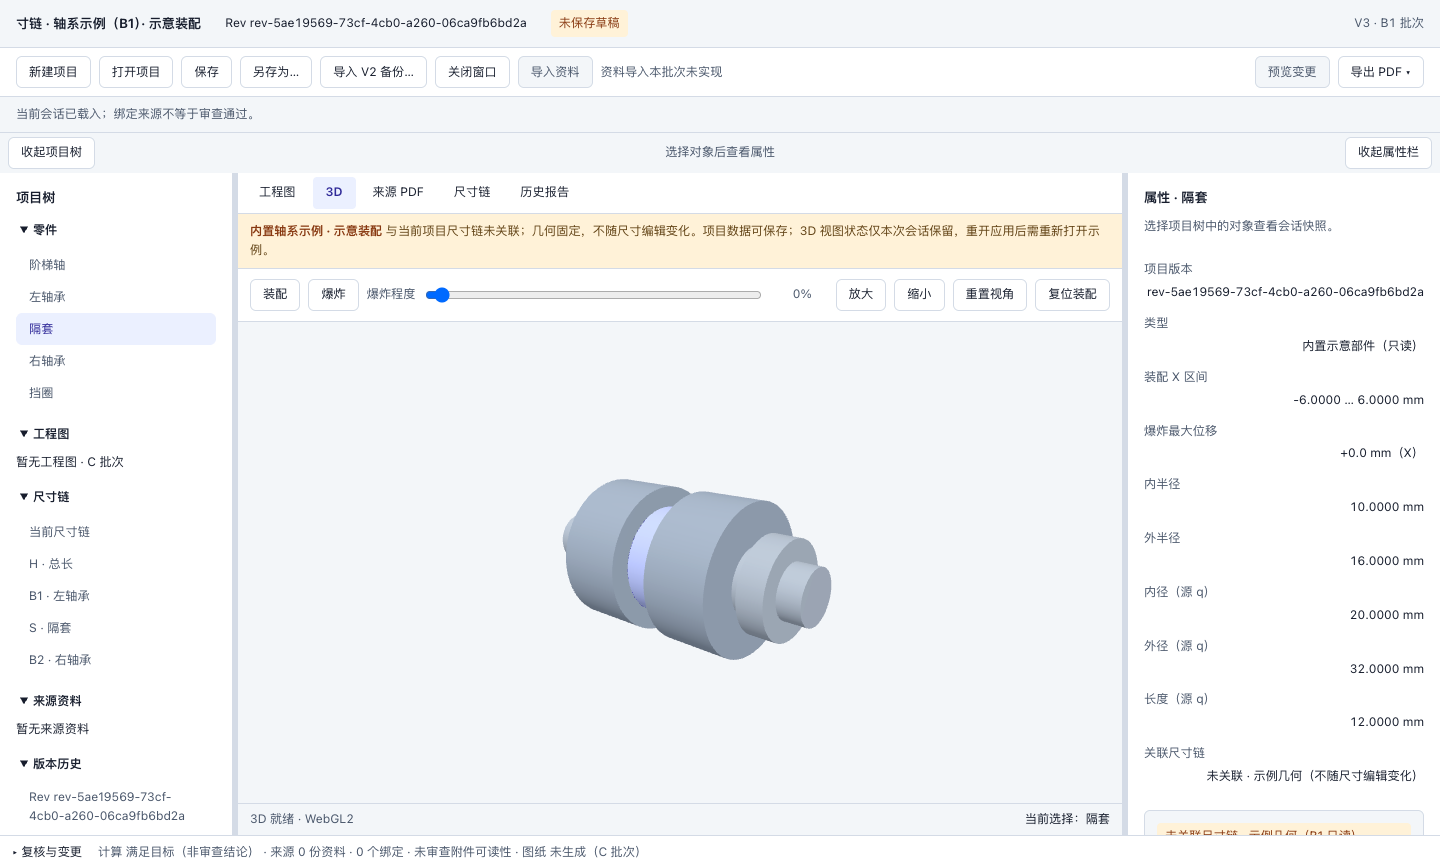 寸链 · 轴系示例（B1）· 示意装配 Rev rev-5ae19569-73cf-4cb0-a260-06ca9fb6bd2a 未保存草稿 V3 · B1 批次
新建项目 打开项目 保存 另存为... 导入 V2 备份... 关闭窗口 导入资料 资料导入本批次未实现 预览变更 导出 PDF ▾
当前会话已载入；绑定来源不等于审查通过。
收起项目树 选择对象后查看属性 收起属性栏
项目树
▼ 零件
阶梯轴
左轴承
隔套
右轴承
挡圈
▼ 工程图
暂无工程图 · C 批次
▼ 尺寸链
当前尺寸链
H · 总长
B1 · 左轴承
S · 隔套
B2 · 右轴承
▼ 来源资料
暂无来源资料
▼ 版本历史
Rev rev-5ae19569-73cf-
4cb0-a260-06ca9fb6bd2a
工程图 3D 来源 PDF 尺寸链 历史报告
内置轴系示例 · 示意装配 与当前项目尺寸链未关联；几何固定，不随尺寸编辑变化。项目数据可保存；3D 视图状态仅本次会话保留，重开应用后需重新打开示
例。
装配 爆炸 爆炸程度 0% 放大 缩小 重置视角 复位装配
3D 就绪 · WebGL2 当前选择：隔套
属性 · 隔套
选择项目树中的对象查看会话快照。
项目版本
rev-5ae19569-73cf-4cb0-a260-06ca9fb6bd2a
类型
内置示意部件（只读）
装配 X 区间
-6.0000 ... 6.0000 mm
爆炸最大位移
+0.0 mm（X）
内半径
10.0000 mm
外半径
16.0000 mm
内径（源 q）
20.0000 mm
外径（源 q）
32.0000 mm
长度（源 q）
12.0000 mm
关联尺寸链
未关联 · 示例几何（不随尺寸编辑变化）
未关联尺寸链 · 示例几何（B1 只读）
▸ 复核与变更 计算 满足目标（非审查结论） · 来源 0 份资料 · 0 个绑定 · 未审查附件可读性 · 图纸 未生成（C 批次）